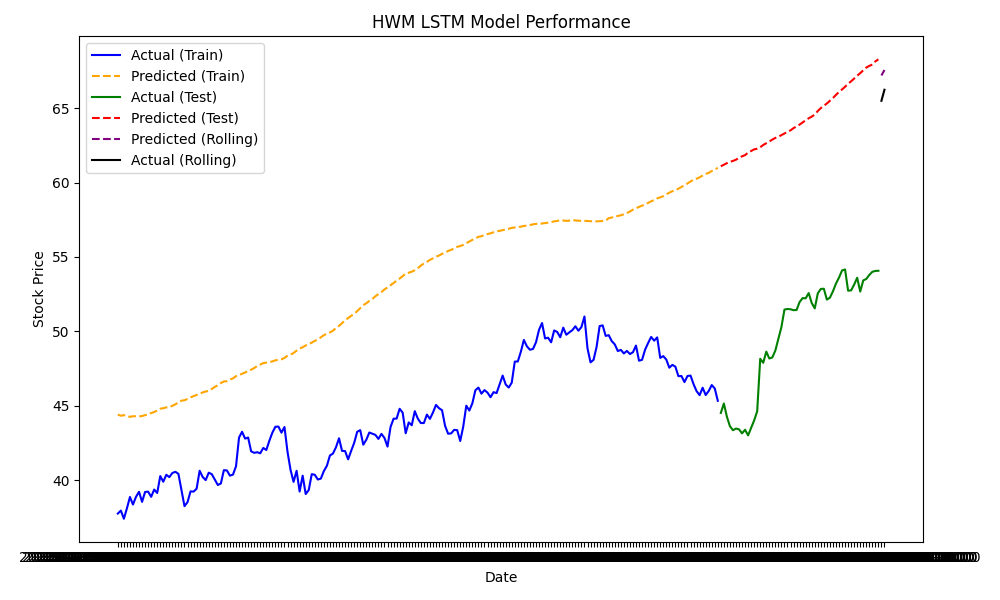 HWM LSTM Model Performance
Actual (Train)
Predicted (Train)
Actual (Test)
Predicted (Test)
Predicted (Rolling)
Actual (Rolling)
Stock Price
65
60
55
50
45
40
Date